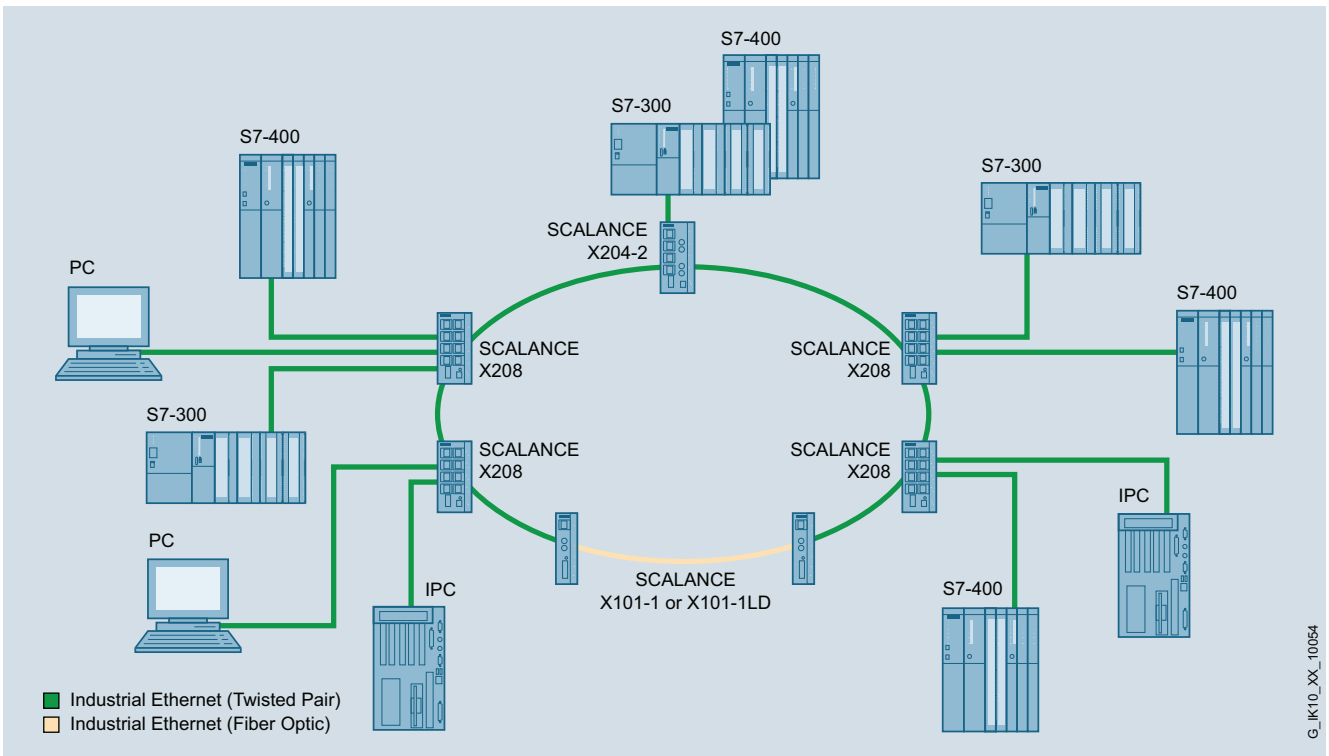 S7-400
S7-300
S7-400
S7-300
SCALANCE
X204-2
PC
S7-400
SCALANCE
X208
SCALANCE
X208
S7-300
SCALANCE
X208
SCALANCE
X208
IPC
PC
IPC
SCALANCE
X101-1 or X101-1LD
S7-400
Industrial Ethernet (Twisted Pair)
Industrial Ethernet (Fiber Optic)
G_IK10_XX_10054